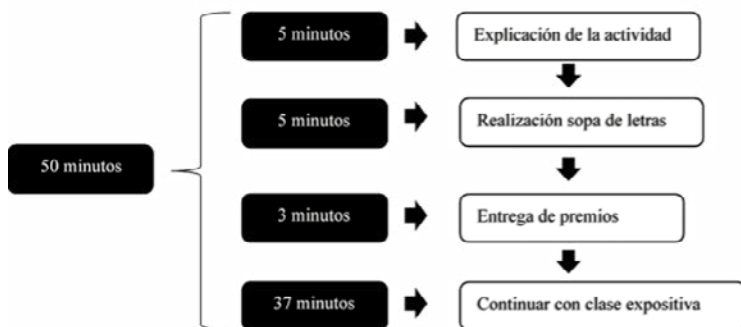 5 minutos
Explicación de la actividad
5 minutos
Realización sopa de letras
50 minutos
3 minutos
Entrega de premios
37 minutos
Continuar con clase expositiva